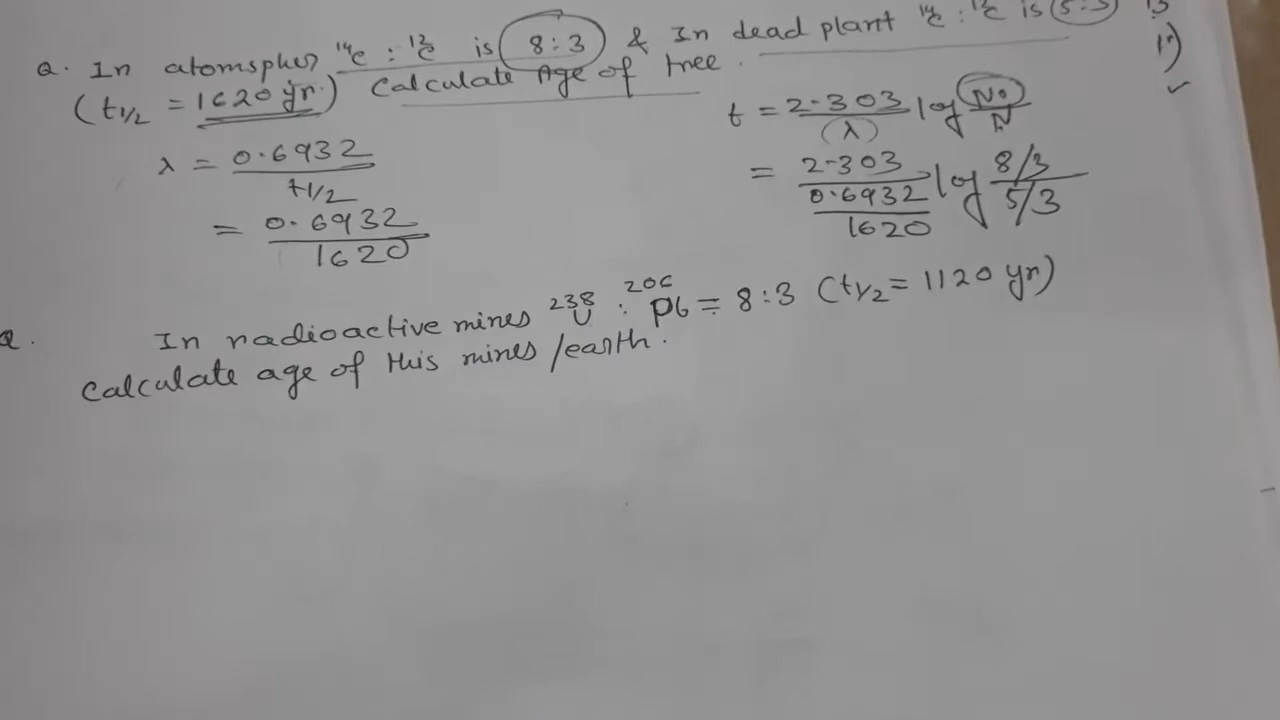 Q. In atomspher ¹⁴C : ¹²C is 8:3 & In dead plant ¹⁴C : ¹²C is 5:3
(t1/2 = 1620 yr.) Calculate Age of tree.
λ = 0.6932 / t1/2
= 0.6932 / 1620
t = 2.303 / (λ) log N₀ / N
= 2.303 / (0.6932 / 1620) log (8/3) / (5/3)
Q. In radioactive mines ²³⁸U : ²⁰⁶Pb = 8:3 (t1/2 = 1120 yr)
Calculate age of this mines /earth.